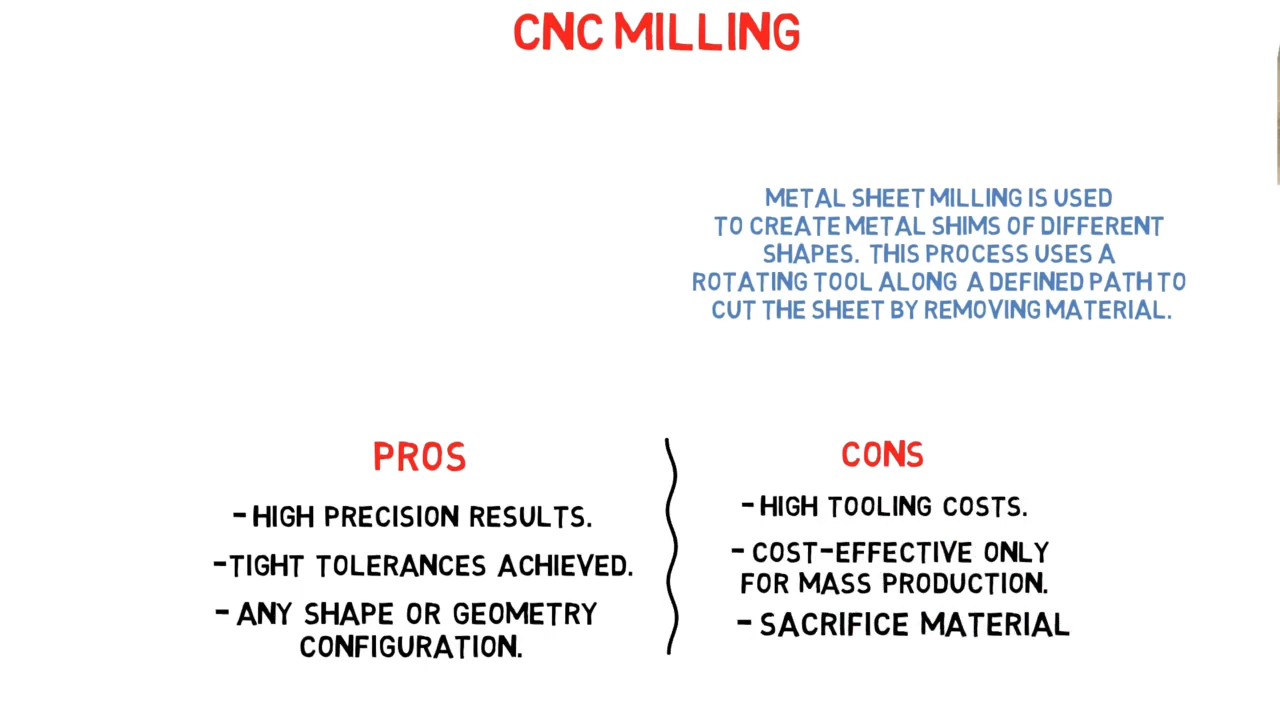 CNC MILLING
METAL SHEET MILLING IS USED
TO CREATE METAL SHIMS OF DIFFERENT
SHAPES. THIS PROCESS USES A
ROTATING TOOL ALONG A DEFINED PATH TO
CUT THE SHEET BY REMOVING MATERIAL.
PROS
- HIGH PRECISION RESULTS.
-TIGHT TOLERANCES ACHIEVED.
- ANY SHAPE OR GEOMETRY
CONFIGURATION.
CONS
- HIGH TOOLING COSTS.
- COST-EFFECTIVE ONLY
FOR MASS PRODUCTION.
- SACRIFICE MATERIAL